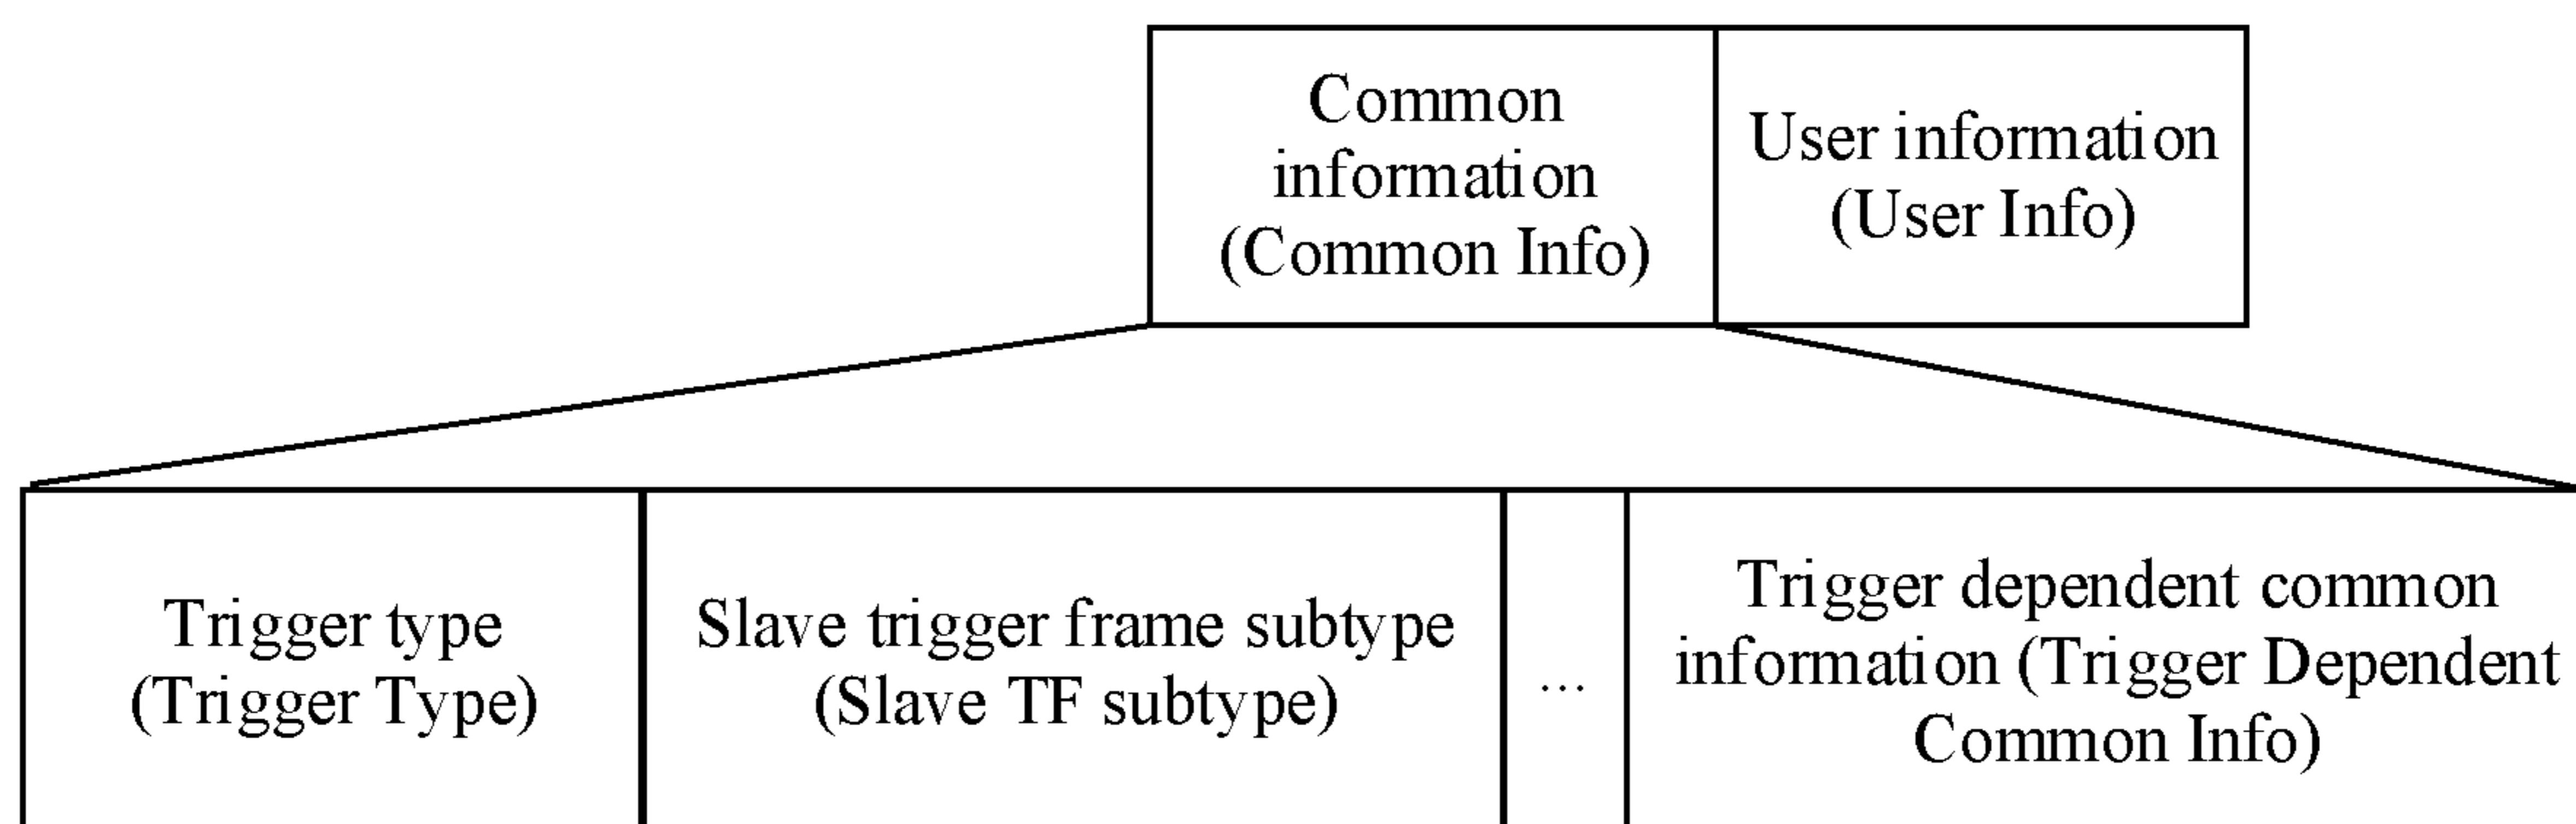 Common
information
(Common Info)
User information
(User Info)
Trigger type
(Trigger Type)
Slave trigger frame subtype
(Slave TF subtype)
...
Trigger dependent common
information (Trigger Dependent
Common Info)